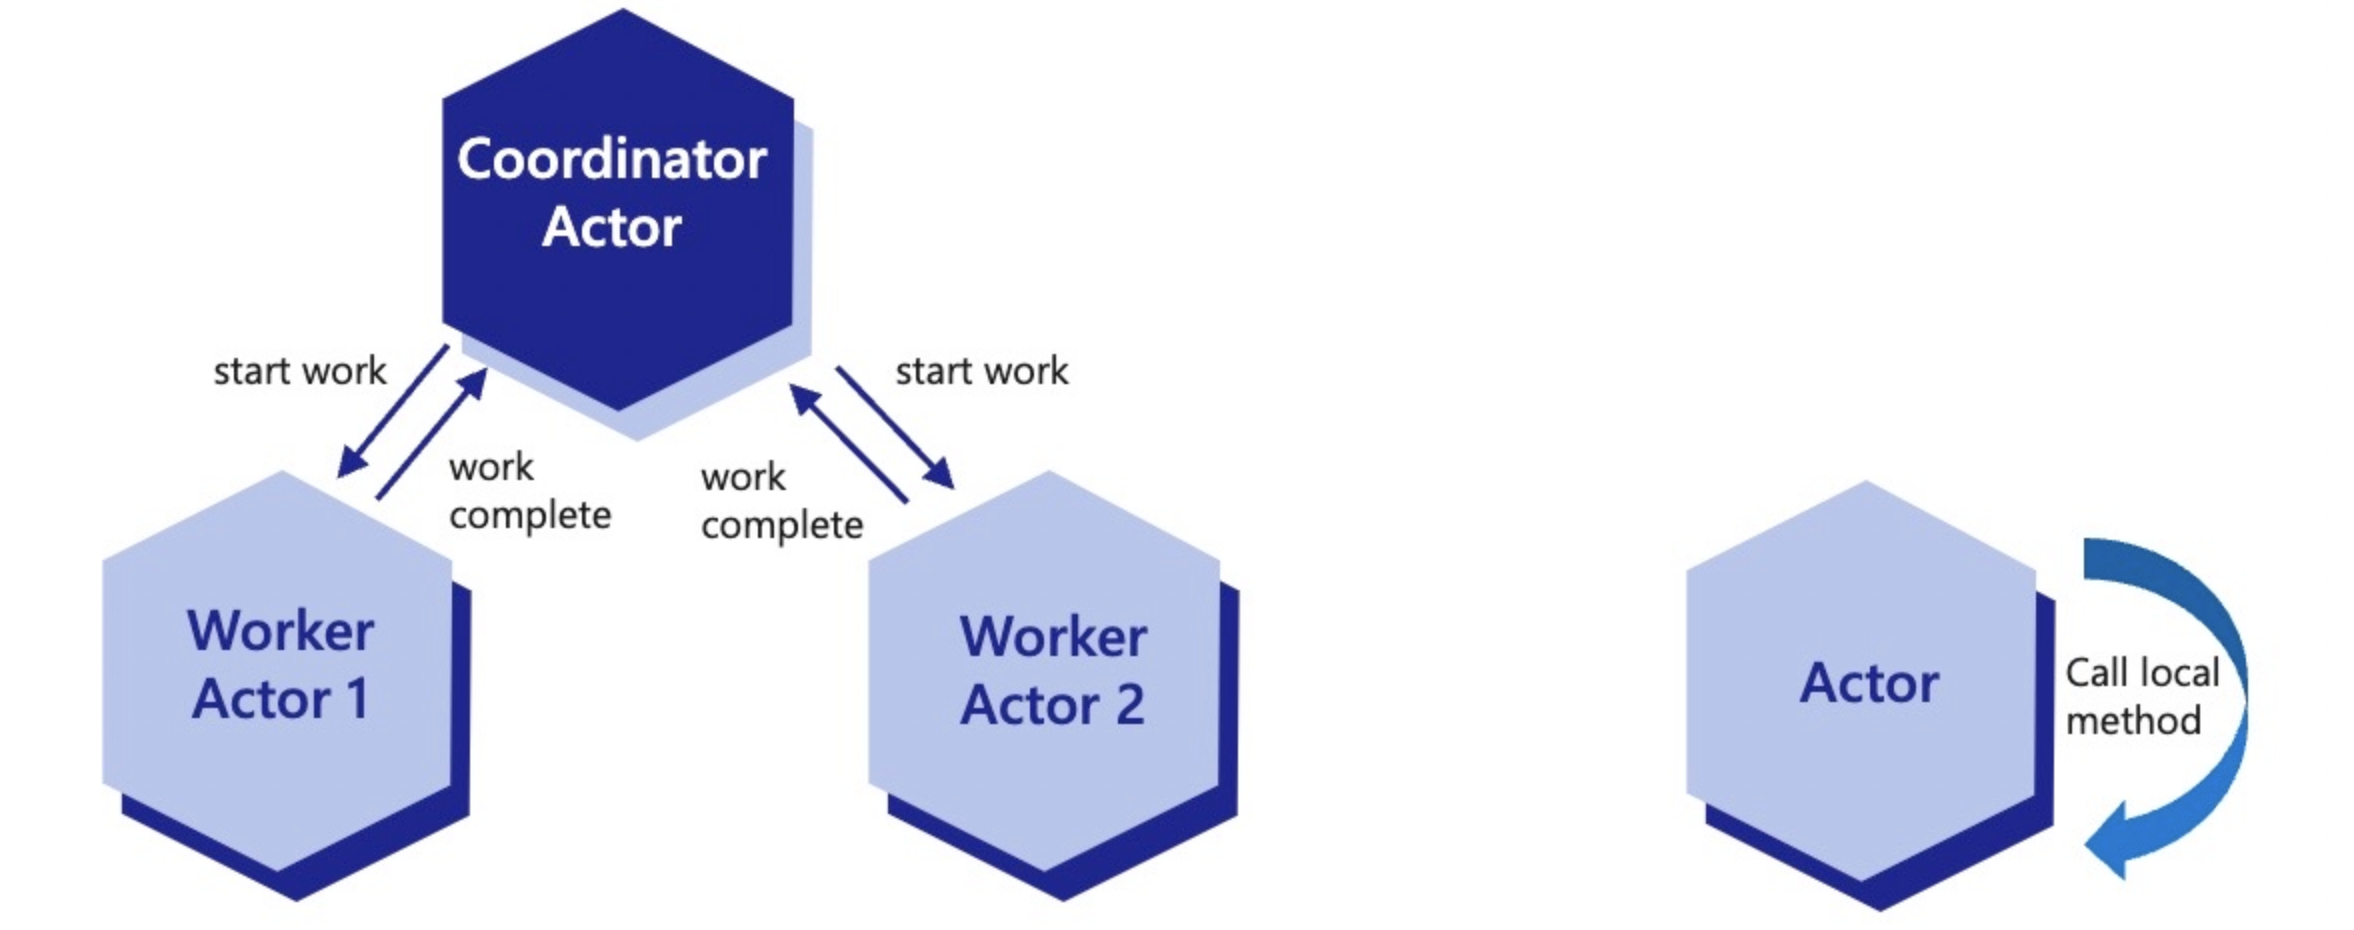 Coordinator
Actor
start work
start work
work
complete
work
complete
Worker
Actor 1
Worker
Actor 2
Actor
Call local
method